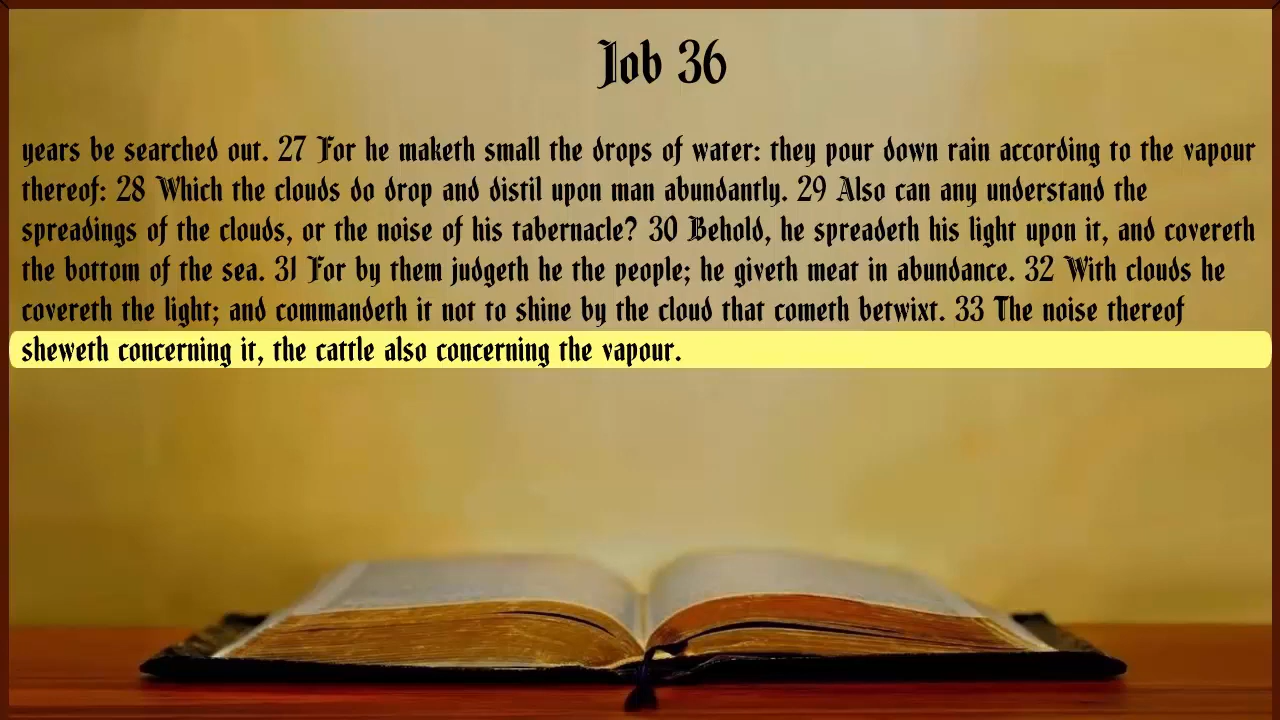 Job 36
years be searched out. 27 For he maketh small the drops of water: they pour down rain according to the vapour
thereof: 28 Which the clouds do drop and distil upon man abundantly. 29 Also can any understand the
spreadings of the clouds, or the noise of his tabernacle? 30 Behold, he spreadeth his light upon it, and covereth
the bottom of the sea. 31 For by them judgeth he the people; he giveth meat in abundance. 32 With clouds he
covereth the light; and commandeth it not to shine by the cloud that cometh betwixt. 33 The noise thereof
sheweth concerning it, the cattle also concerning the vapour.